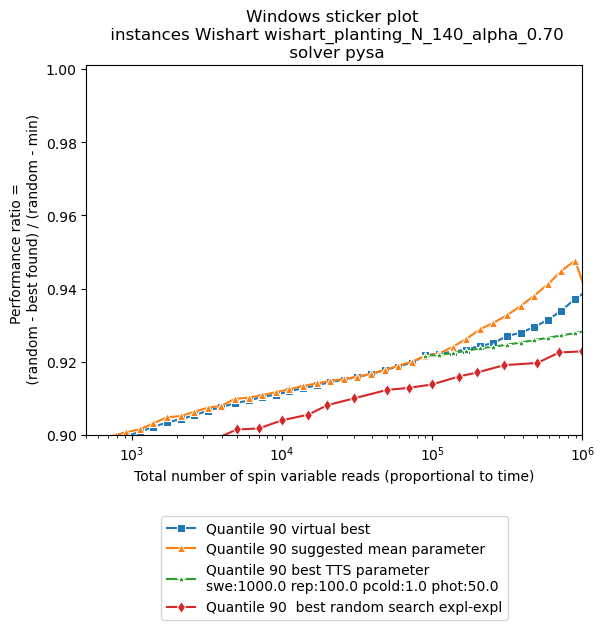 Windows sticker plot
instances Wishart wishart_planting_N_140_alpha_0.70
solver pysa
1.00
0.98
0.96
0.94
0.92
0.90
Performance ratio =
(random - best found) / (random - min)
10³
10⁴
10⁵
10⁶
Total number of spin variable reads (proportional to time)
Quantile 90 virtual best
Quantile 90 suggested mean parameter
Quantile 90 best TTS parameter
swe:1000.0 rep:100.0 pcold:1.0 phot:50.0
Quantile 90  best random search expl-expl